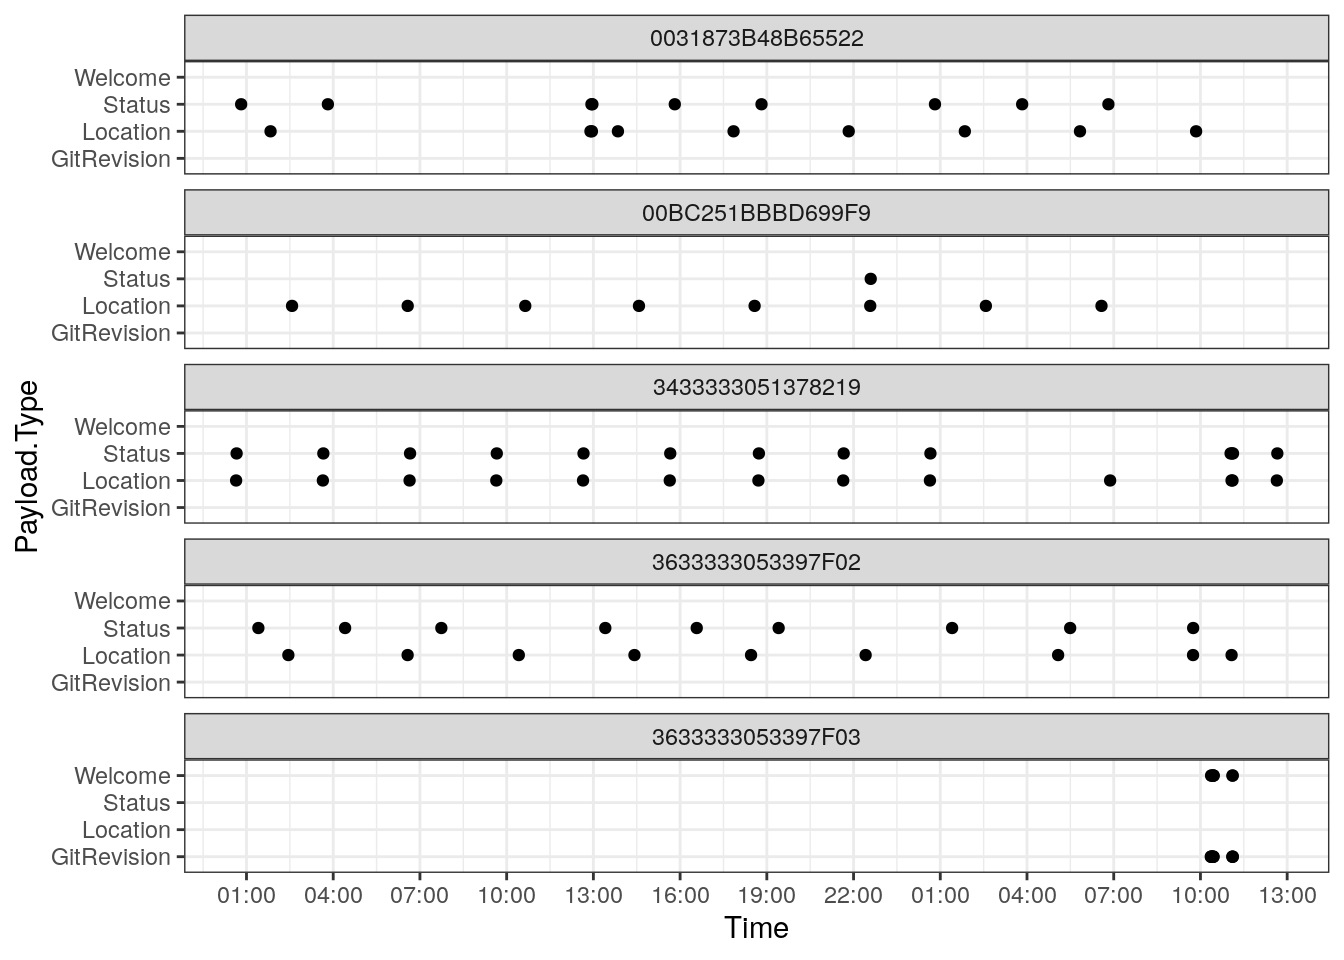 0031873B48B65522
Welcome
Status
Location
GitRevision
00BC251BBBD699F9
Welcome
Status
Location
GitRevision
3433333051378219
Welcome
Status
Location
GitRevision
3633333053397F02
Welcome
Status
Location
GitRevision
3633333053397F03
Welcome
Status
Location
GitRevision
Payload.Type
01:00 04:00 07:00 10:00 13:00 16:00 19:00 22:00 01:00 04:00 07:00 10:00 13:00
Time